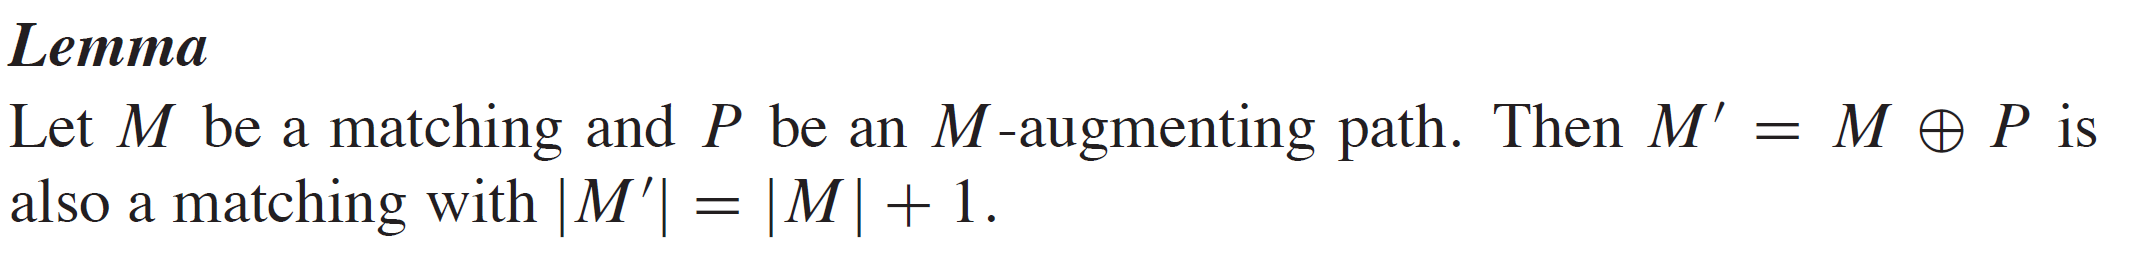 Lemma
Let M be a matching and P be an M-augmenting path. Then M′ = M ⊕ P is
also a matching with |M′| = |M| + 1.